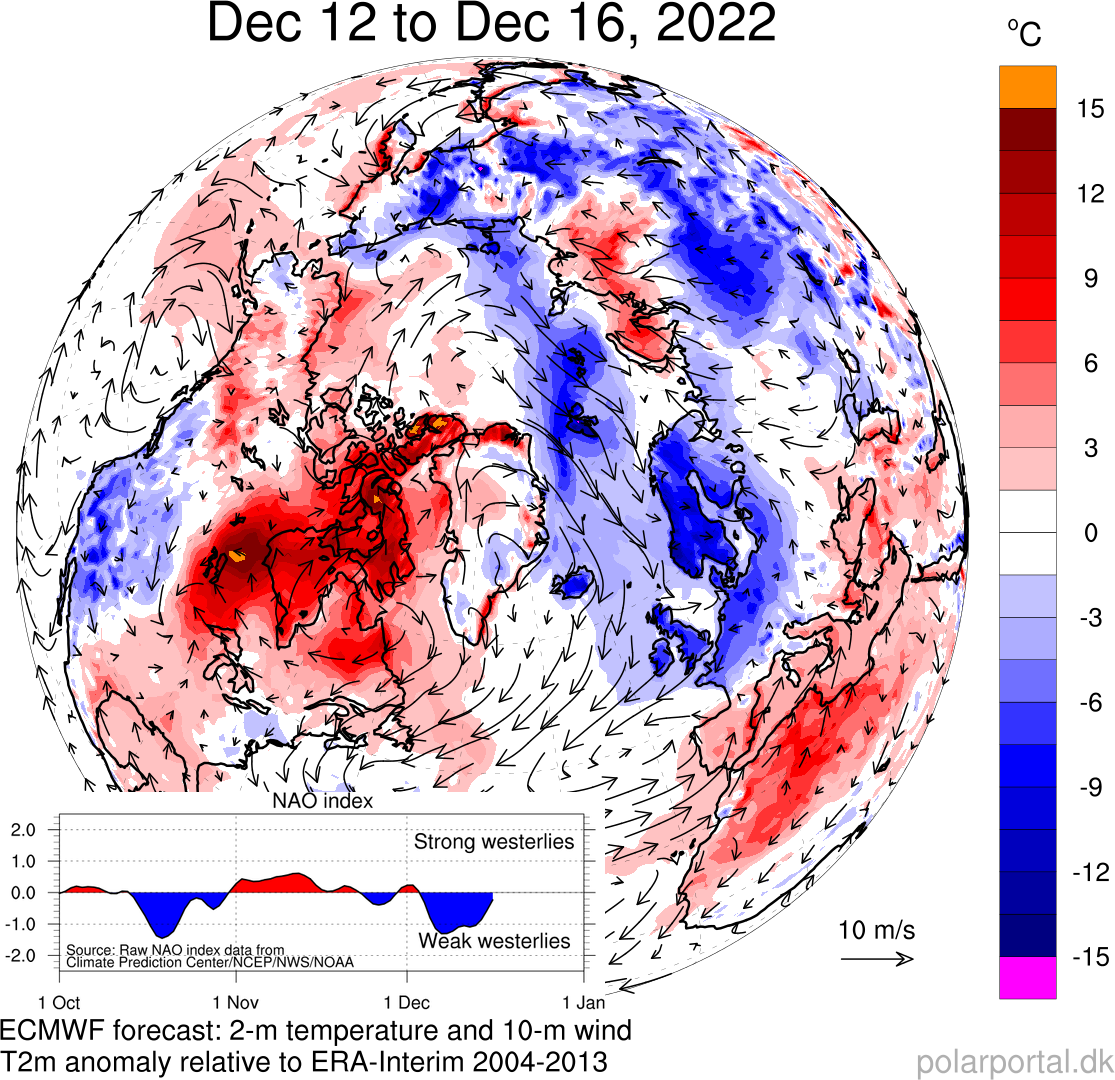 Dec 12 to Dec 16, 2022
oC
15
12
9
6
3
0
-3
-6
-9
-12
-15
10 m/s
NAO index
2.0
1.0
0.0
-1.0
-2.0
Strong westerlies
Weak westerlies
Source: Raw NAO index data from
Climate Prediction Center/NCEP/NWS/NOAA
1 Oct 1 Nov 1 Dec 1 Jan
ECMWF forecast: 2-m temperature and 10-m wind
T2m anomaly relative to ERA-Interim 2004-2013
polarportal.dk